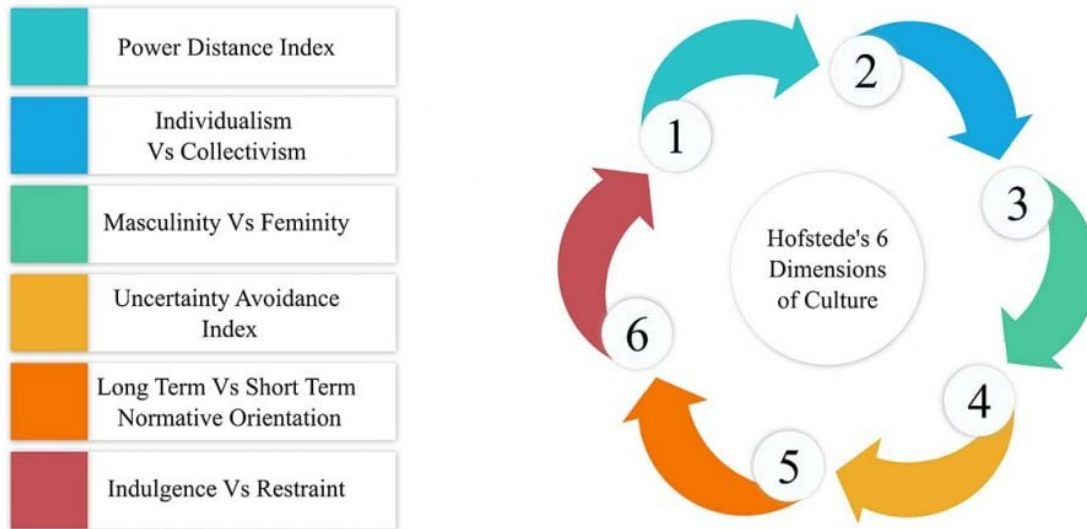 Power Distance Index
Individualism
Vs Collectivism
Masculinity Vs Feminity
Uncertainty Avoidance
Index
Long Term Vs Short Term
Normative Orientation
Indulgence Vs Restraint
1
2
3
4
5
6
Hofstede's 6
Dimensions
of Culture